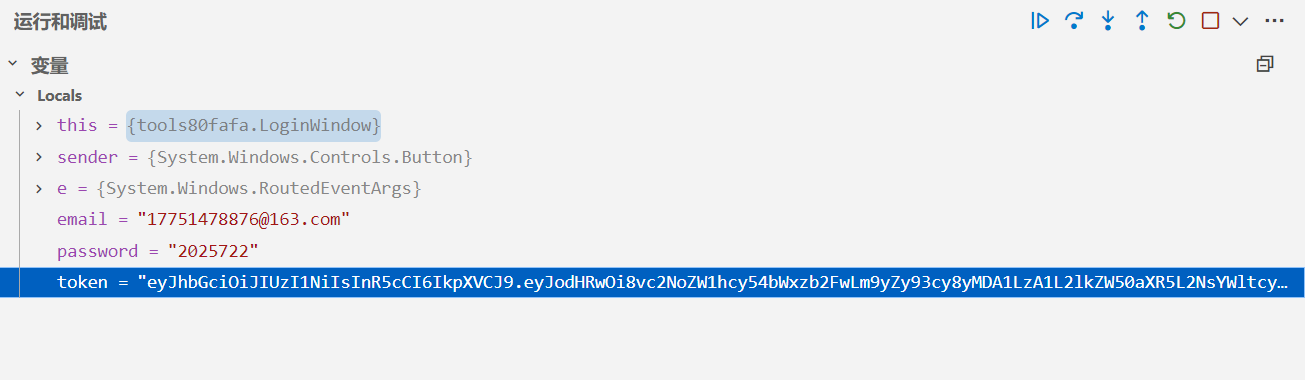 运行和调试
变量
Locals
this = {tools80fafa.LoginWindow}
sender = {System.Windows.Controls.Button}
e = {System.Windows.RoutedEventArgs}
email = "17751478876@163.com"
password = "2025722"
token = "eyJhbGciOiJIUzI1NiIsInR5cCI6IkpXVCJ9.eyJodHRwOi8vc2NoZW1hcy54bWxzb2FwLm9yZy93cy8yMDA1LzA1L2lkZW50aXR5L2NsYWltcy…